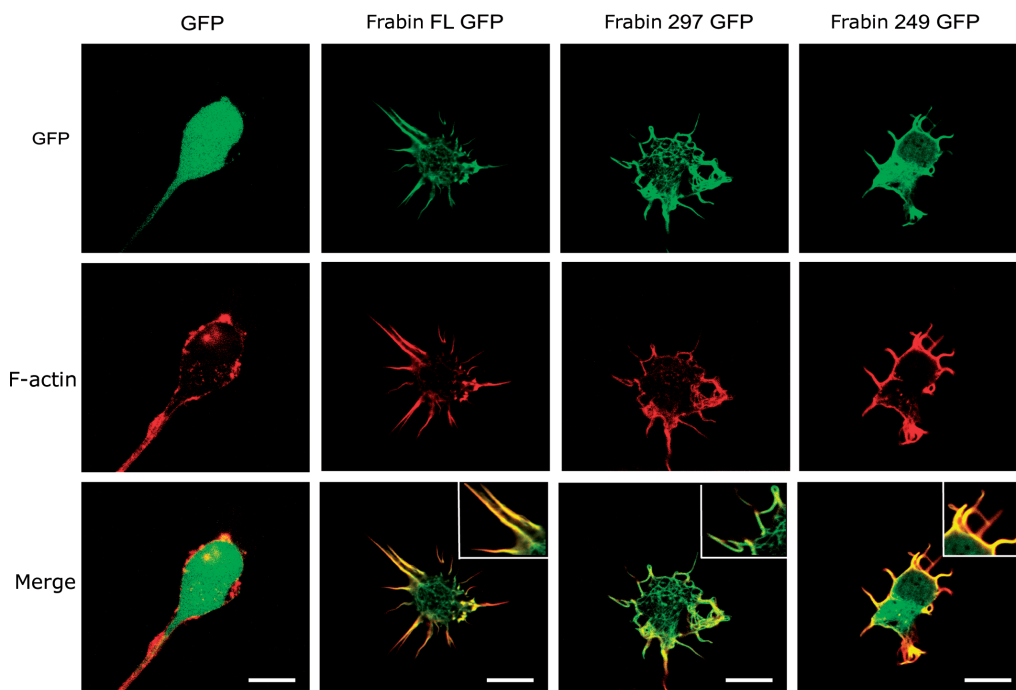 GFP
Frabin FL GFP
Frabin 297 GFP
Frabin 249 GFP
GFP
F-actin
Merge